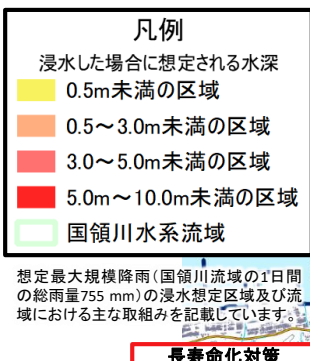 凡例
浸水した場合に想定される水深
0.5m未満の区域
0.5～3.0m未満の区域
3.0～5.0m未満の区域
5.0m～10.0mの区域
国領川水系流域
想定最大規模降雨(国領川流域の1日間
の総雨量755 mm)の浸水想定区域及び流
域における主な取組みを記載しています。
長寿命化対策